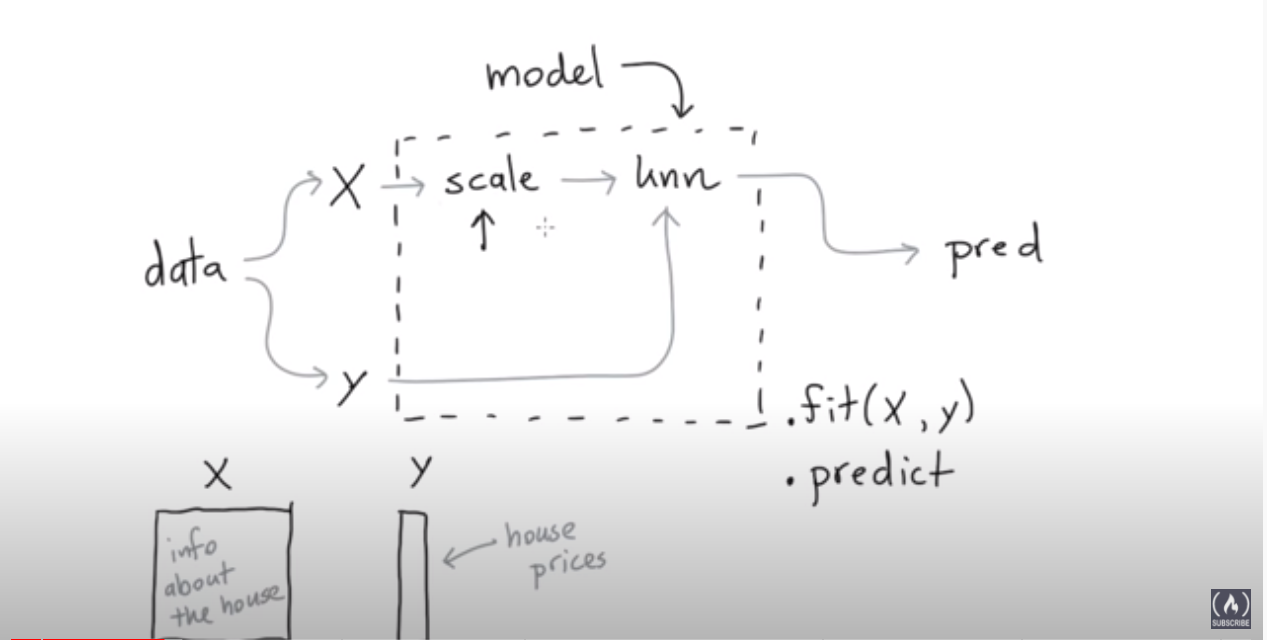 model
X
scale
knn
data
pred
y
.fit(X, y)
.predict
X
y
info
about
the house
house
prices
SUBSCRIBE